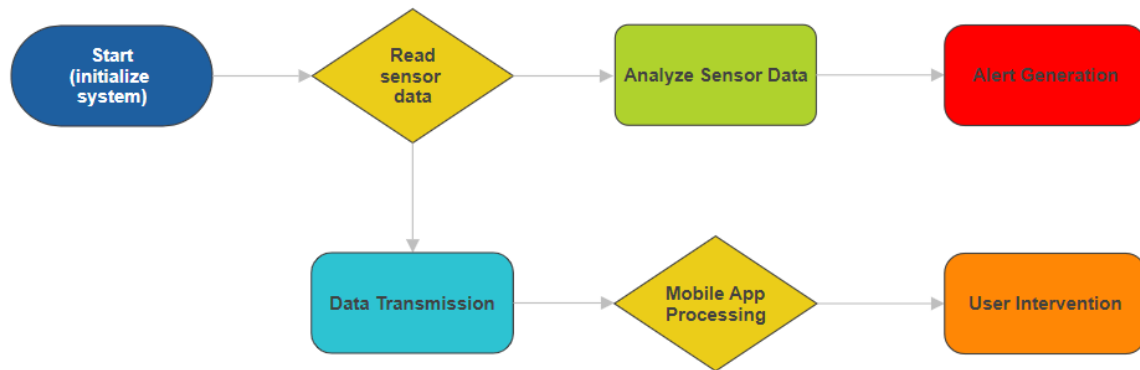 Start
(initialize
system)
Read
sensor
data
Analyze Sensor Data
Alert Generation
Data Transmission
Mobile App
Processing
User Intervention